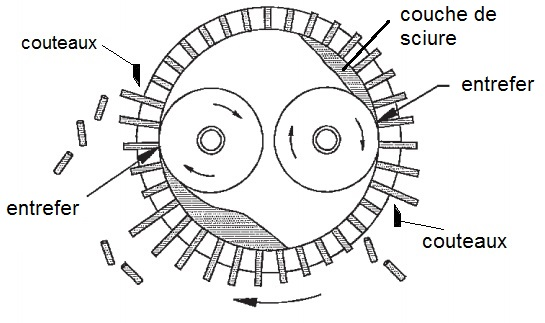 couche de
sciure
couteaux
entrefer
entrefer
couteaux